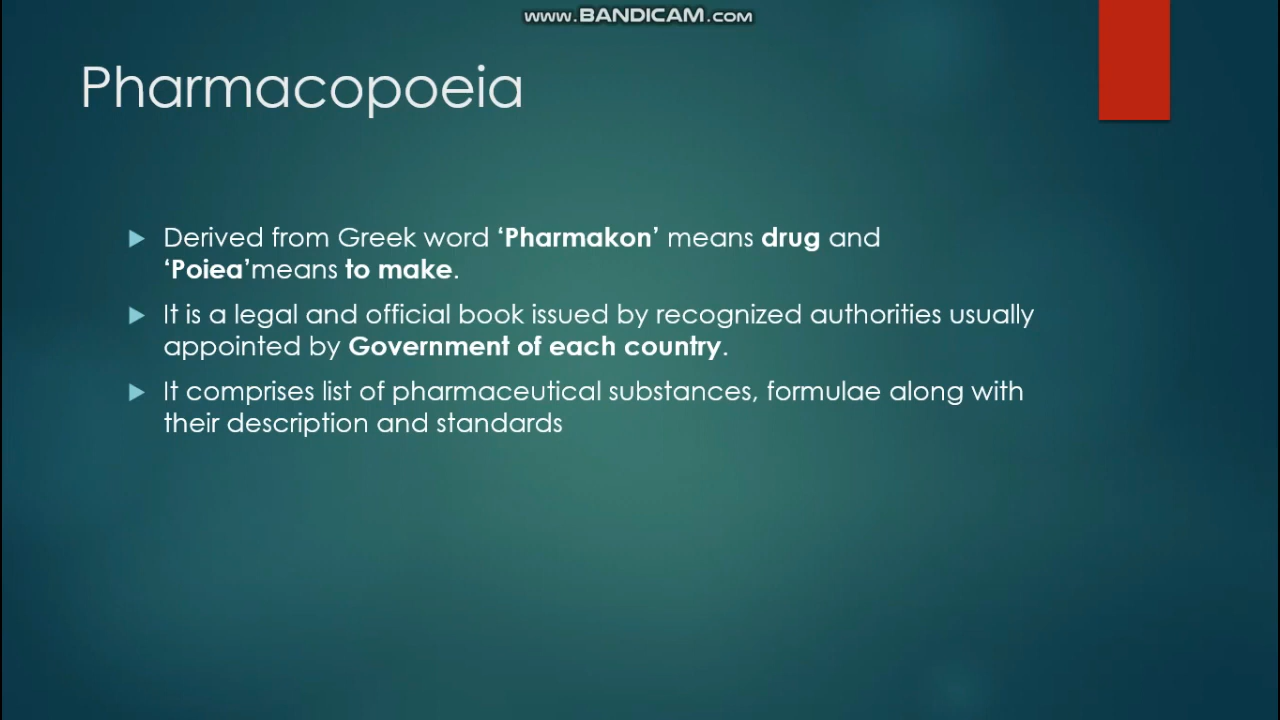 www.BANDICAM.com
Pharmacopoeia
Derived from Greek word ‘Pharmakon’ means drug and
‘Poiea’means to make.
It is a legal and official book issued by recognized authorities usually
appointed by Government of each country.
It comprises list of pharmaceutical substances, formulae along with
their description and standards